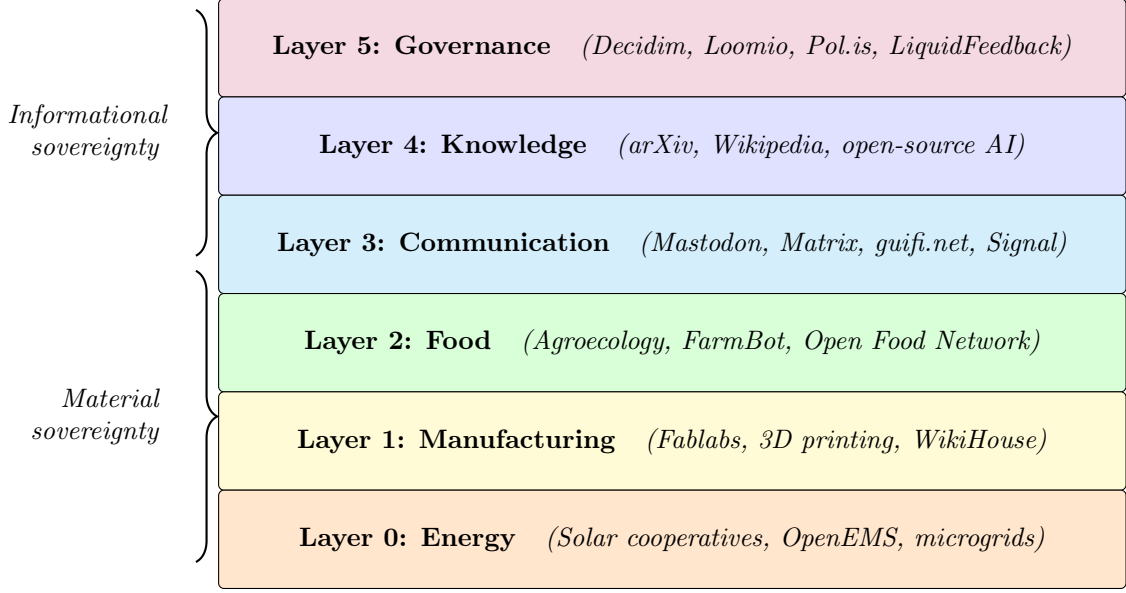 Layer 5: Governance (Decidim, Loomio, Pol.is, LiquidFeedback)
Informational
sovereignty
Layer 4: Knowledge (arXiv, Wikipedia, open-source AI)
Layer 3: Communication (Mastodon, Matrix, guifi.net, Signal)
Layer 2: Food (Agroecology, FarmBot, Open Food Network)
Material
sovereignty
Layer 1: Manufacturing (Fablabs, 3D printing, WikiHouse)
Layer 0: Energy (Solar cooperatives, OpenEMS, microgrids)